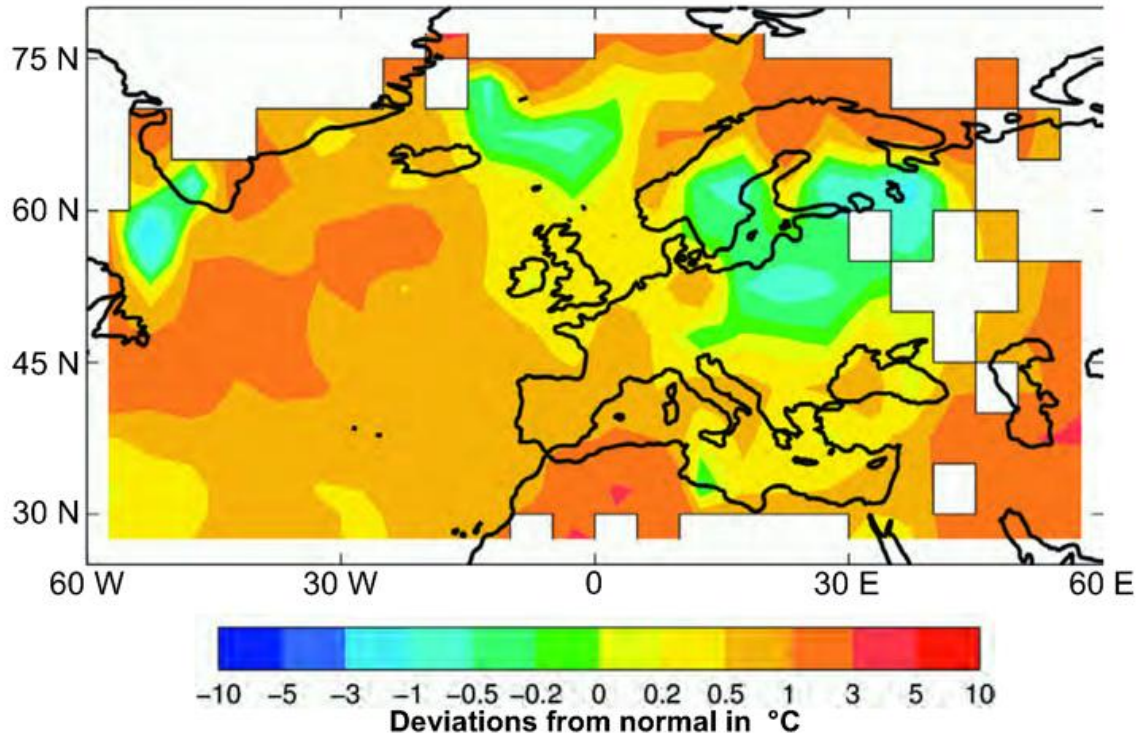 75 N
60 N
45 N
30 N
60 W 30 W 0 30 E 60 E
−10 −5 −3 −1 −0.5 −0.2 0 0.2 0.5 1 3 5 10
Deviations from normal in °C